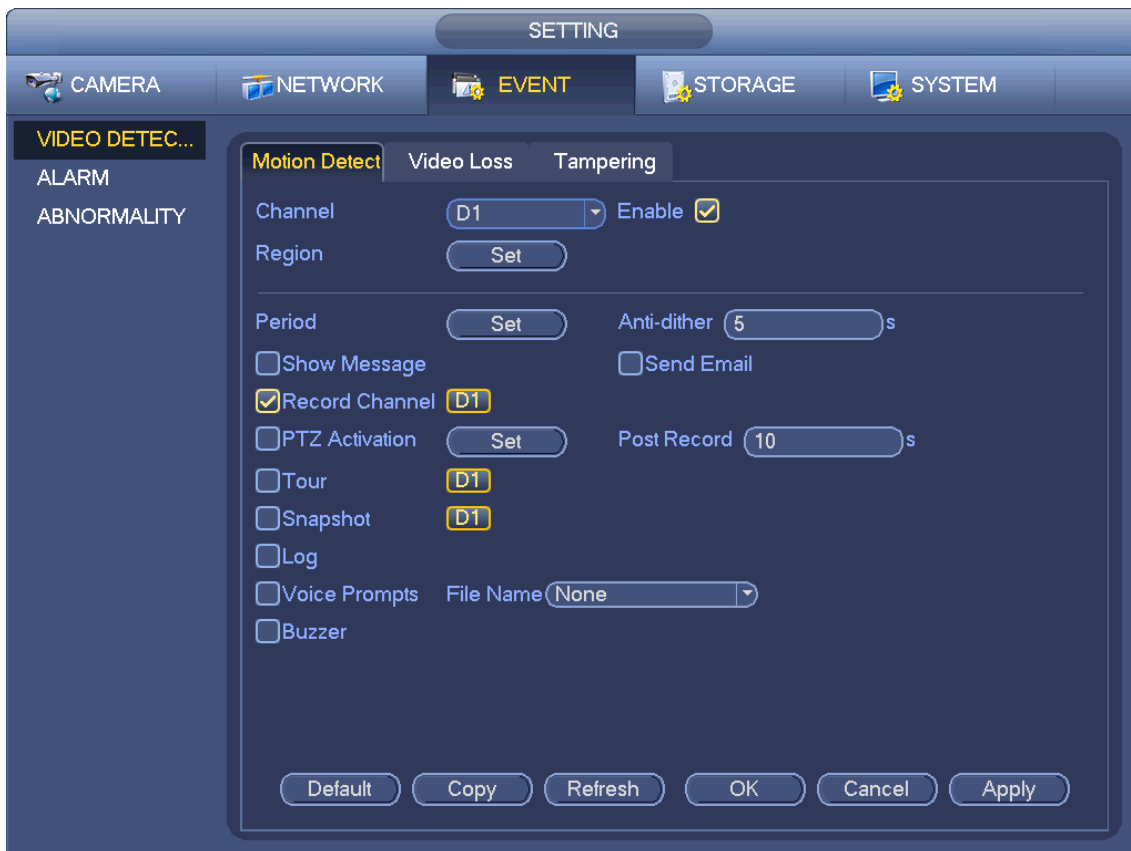 SETTING
CAMERA NETWORK EVENT STORAGE SYSTEM
VIDEO DETEC...
ALARM
ABNORMALITY
Motion Detect Video Loss Tampering
Channel D1 Enable
Region Set
Period Set Anti-dither 5 s
Show Message Send Email
Record Channel D1
PTZ Activation Set Post Record 10 s
Tour D1
Snapshot D1
Log
Voice Prompts File Name None
Buzzer
Default Copy Refresh OK Cancel Apply